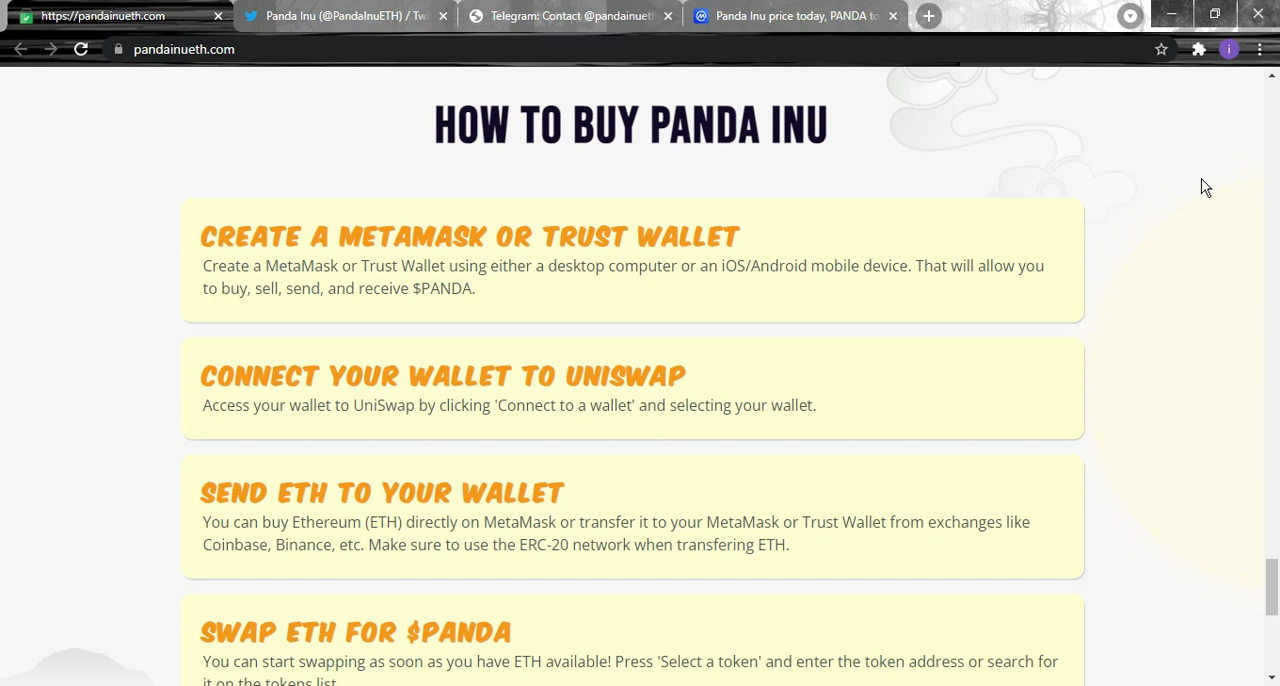 https://pandainueth.com
Panda Inu (@PandaInuETH) / Twi
Telegram: Contact @pandainueth
Panda Inu price today, PANDA to
pandainueth.com
i
HOW TO BUY PANDA INU
CREATE A METAMASK OR TRUST WALLET
Create a MetaMask or Trust Wallet using either a desktop computer or an iOS/Android mobile device. That will allow you
to buy, sell, send, and receive $PANDA.
CONNECT YOUR WALLET TO UNISWAP
Access your wallet to UniSwap by clicking 'Connect to a wallet' and selecting your wallet.
SEND ETH TO YOUR WALLET
You can buy Ethereum (ETH) directly on MetaMask or transfer it to your MetaMask or Trust Wallet from exchanges like
Coinbase, Binance, etc. Make sure to use the ERC-20 network when transfering ETH.
SWAP ETH FOR $PANDA
You can start swapping as soon as you have ETH available! Press 'Select a token' and enter the token address or search for
it on the tokens list.